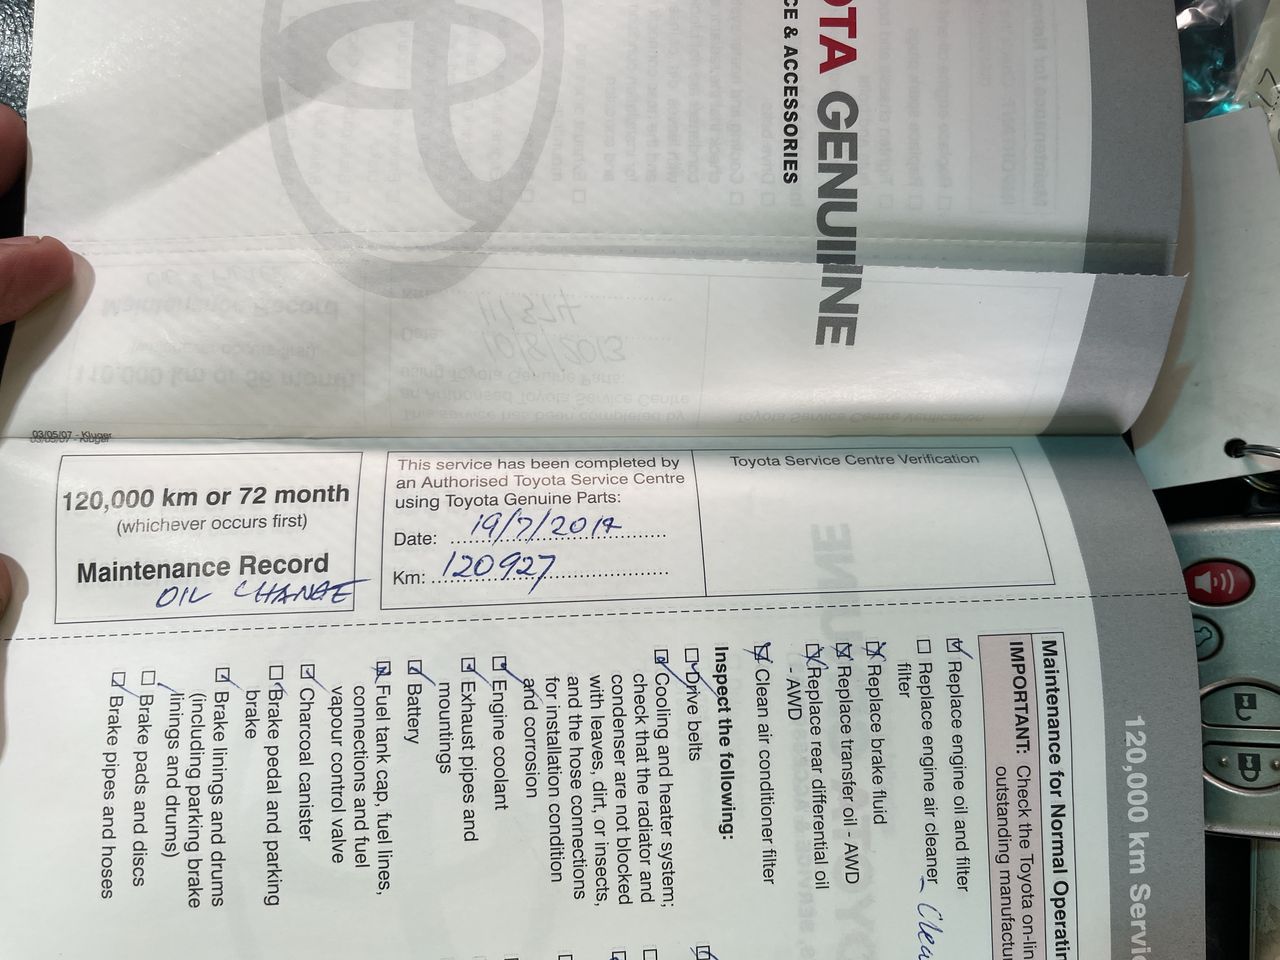 OTA GENUINE
CE & ACCESSORIES
03/05/07 - Kluger
120,000 km or 72 month
(whichever occurs first)
Maintenance Record
OIL CHANGE
This service has been completed by
an Authorised Toyota Service Centre
using Toyota Genuine Parts:
Date: 19/7/2014
Km: 120927
Toyota Service Centre Verification
120,000 km Servic
Maintenance for Normal Operatin
IMPORTANT: Check the Toyota on-lin
outstanding manufactur
Replace engine oil and filter
Replace engine air cleaner - Clea
filter
Replace brake fluid
Replace transfer oil - AWD
Replace rear differential oil
- AWD
Clean air conditioner filter
Inspect the following:
Drive belts
Cooling and heater system;
check that the radiator and
condenser are not blocked
with leaves, dirt, or insects,
and the hose connections
for installation condition
and corrosion
Engine coolant
Exhaust pipes and
mountings
Battery
Fuel tank cap, fuel lines,
connections and fuel
vapour control valve
Charcoal canister
Brake pedal and parking
brake
Brake linings and drums
(including parking brake
linings and drums)
Brake pads and discs
Brake pipes and hoses